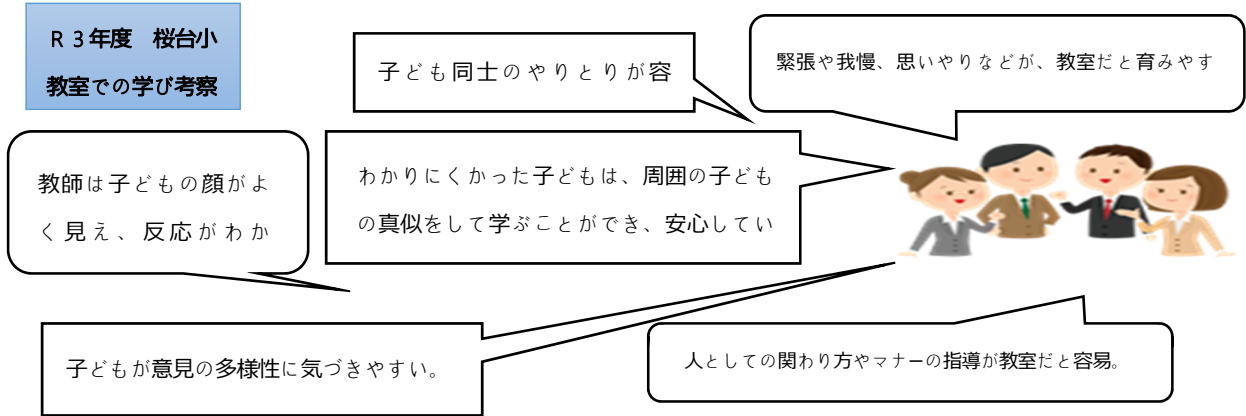 R3年度　桜台小
教室での学び考察
子ども同士のやりとりが容
緊張や我慢、思いやりなどが、教室だと育みやす
教師は子どもの顔がよ
く見え、反応がわか
わかりにくかった子どもは、周囲の子ども
の真似をして学ぶことができ、安心してい
子どもが意見の多様性に気づきやすい。
人としての関わり方やマナーの指導が教室だと容易。